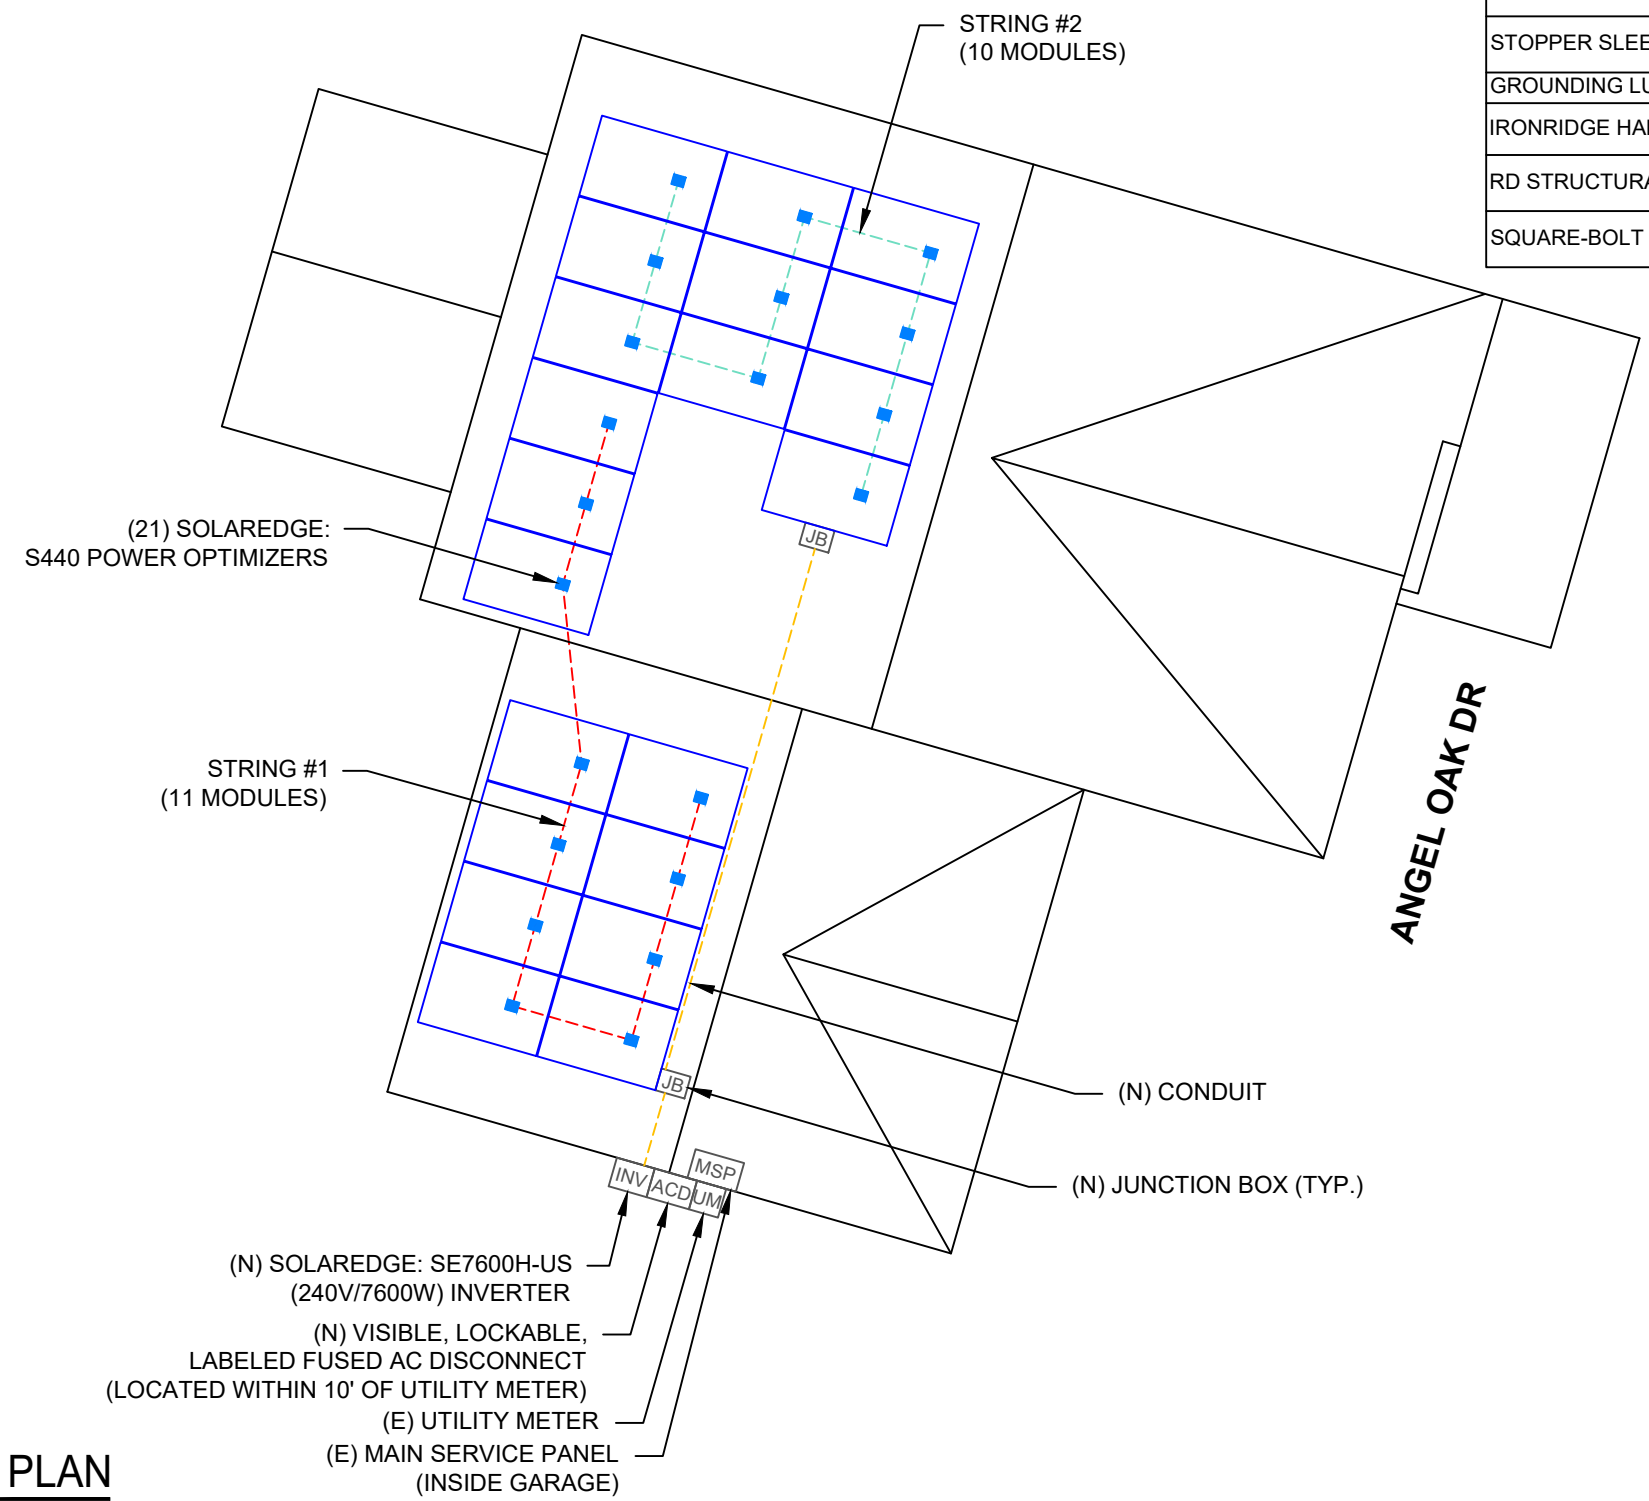 STRING #2
(10 MODULES)
STOPPER SLEE
GROUNDING LU
IRONRIDGE HA
RD STRUCTURA
SQUARE-BOLT
JB
(21) SOLAREDGE:
S440 POWER OPTIMIZERS
STRING #1
(11 MODULES)
ANGEL OAK DR
JB
(N) CONDUIT
(N) JUNCTION BOX (TYP.)
MSP
INV
ACD
UM
(N) SOLAREDGE: SE7600H-US
(240V/7600W) INVERTER
(N) VISIBLE, LOCKABLE,
LABELED FUSED AC DISCONNECT
(LOCATED WITHIN 10' OF UTILITY METER)
(E) UTILITY METER
(E) MAIN SERVICE PANEL
(INSIDE GARAGE)
PLAN